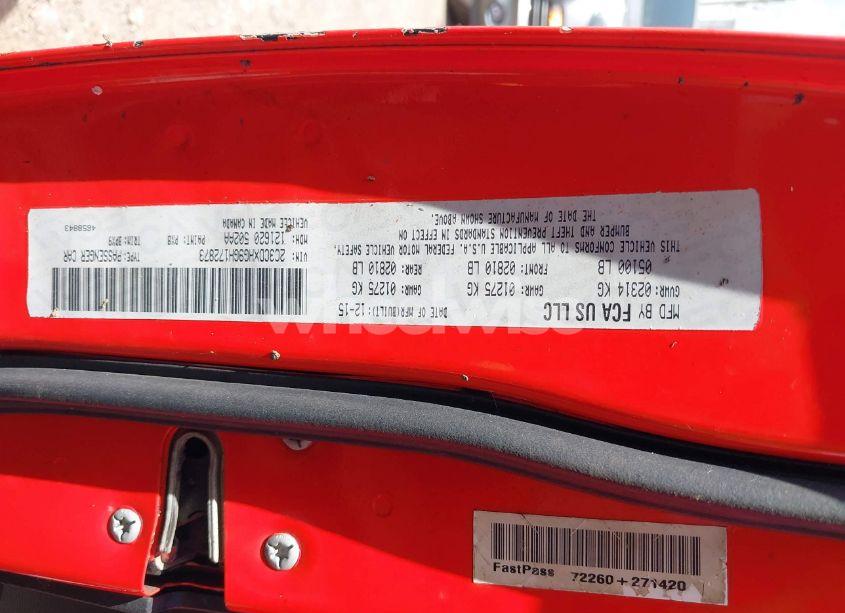 MFD BY FCA US LLC
DATE OF MFR(BUILT): 12-15
GVWR: 02314 KG
05100 LB
GAWR: 01275 KG
FRONT: 02810 LB
GAWR: 01275 KG
REAR: 02810 LB
THIS VEHICLE CONFORMS TO ALL APPLICABLE U.S.A. FEDERAL MOTOR VEHICLE SAFETY,
BUMPER AND THEFT PREVENTION STANDARDS IN EFFECT ON
THE DATE OF MANUFACTURE SHOWN ABOVE.
VIN: 2C3CDXHG9GH172873
TYPE: PASSENGER CAR
MDH: 121620 502AA
PAINT: PX8
TRIM: BPX9
VEHICLE MADE IN CANADA
4658843
FastPass 72260+271420